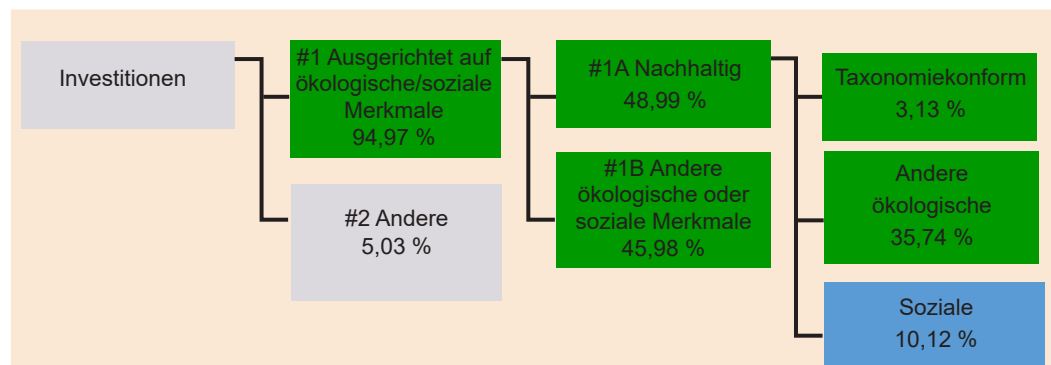 Investitionen
#1 Ausgerichtet auf
ökologische/soziale
Merkmale
94,97 %
#2 Andere
5,03 %
#1A Nachhaltig
48,99 %
#1B Andere
ökologische oder
soziale Merkmale
45,98 %
Taxonomiekonform
3,13 %
Andere
ökologische
35,74 %
Soziale
10,12 %